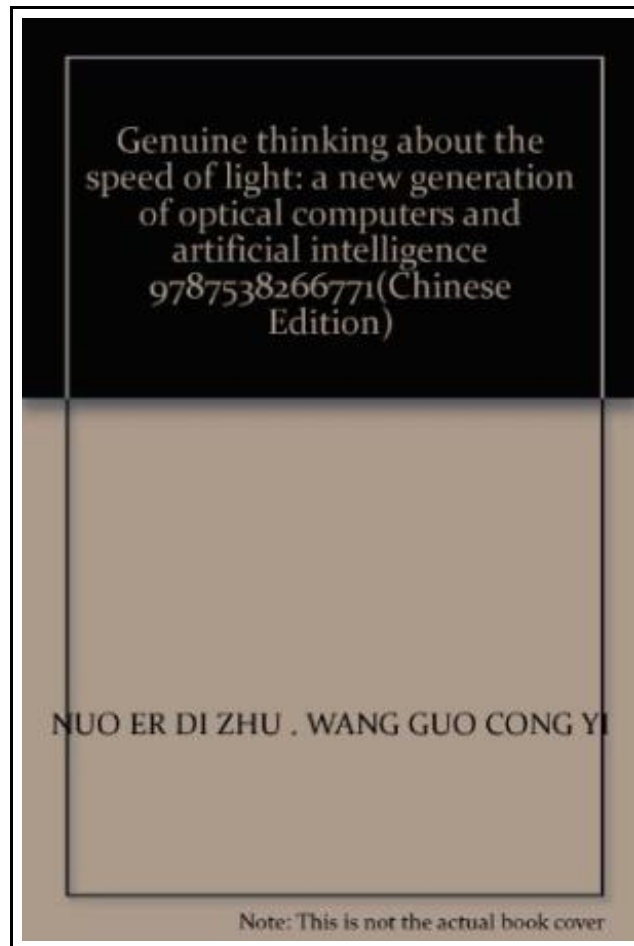 Genuine thinking about the
speed of light: a new generation
of optical computers and
artificial intelligence
9787538266771(Chinese
Edition)
NUO ER DI ZHU . WANG GUO CONG YI
Note: This is not the actual book cover